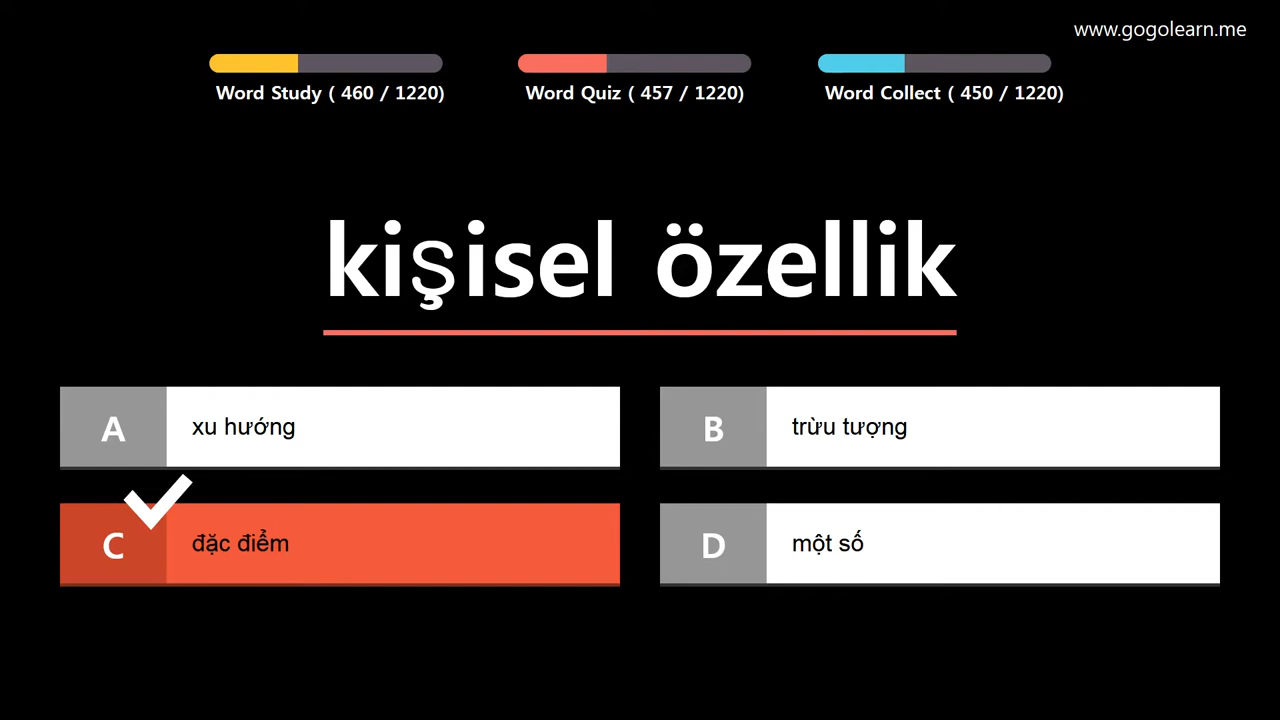 www.gogolearn.me
Word Study ( 460 / 1220)
Word Quiz ( 457 / 1220)
Word Collect ( 450 / 1220)
kişisel özellik
A
xu hướng
B
trừu tượng
C
đặc điểm
D
một số